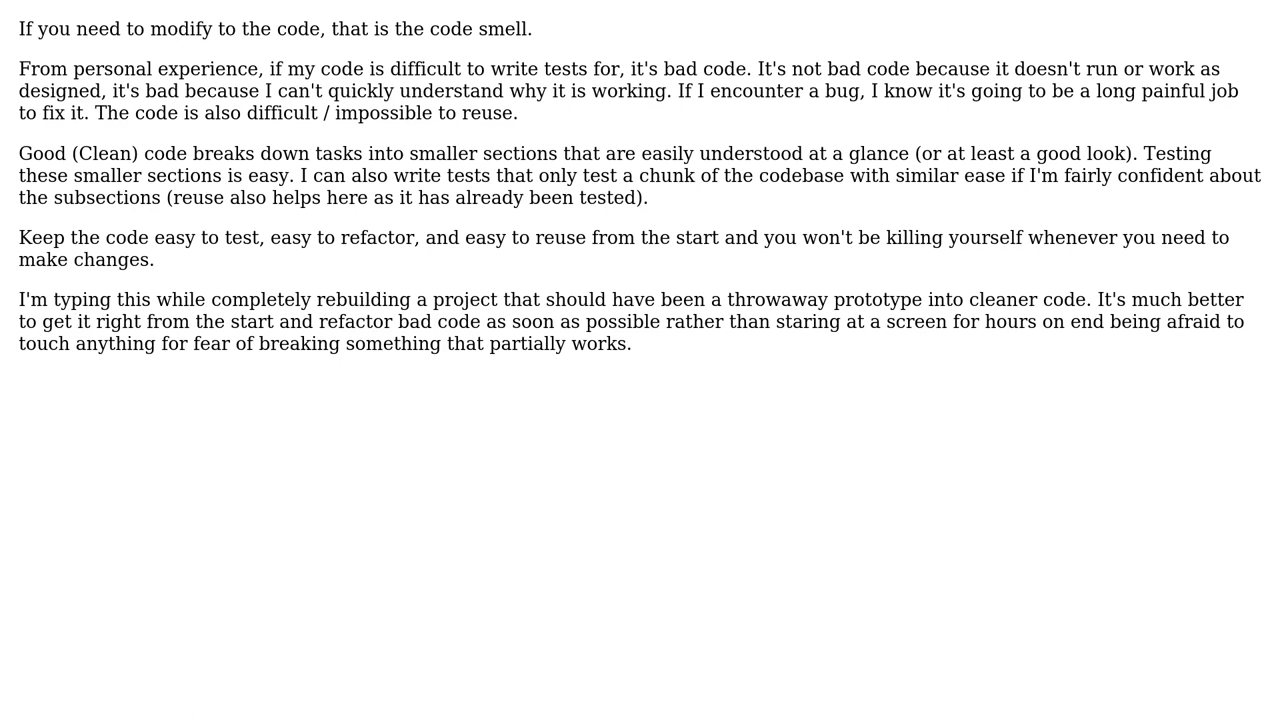 If you need to modify to the code, that is the code smell.
From personal experience, if my code is difficult to write tests for, it's bad code. It's not bad code because it doesn't run or work as
designed, it's bad because I can't quickly understand why it is working. If I encounter a bug, I know it's going to be a long painful job
to fix it. The code is also difficult / impossible to reuse.
Good (Clean) code breaks down tasks into smaller sections that are easily understood at a glance (or at least a good look). Testing
these smaller sections is easy. I can also write tests that only test a chunk of the codebase with similar ease if I'm fairly confident about
the subsections (reuse also helps here as it has already been tested).
Keep the code easy to test, easy to refactor, and easy to reuse from the start and you won't be killing yourself whenever you need to
make changes.
I'm typing this while completely rebuilding a project that should have been a throwaway prototype into cleaner code. It's much better
to get it right from the start and refactor bad code as soon as possible rather than staring at a screen for hours on end being afraid to
touch anything for fear of breaking something that partially works.